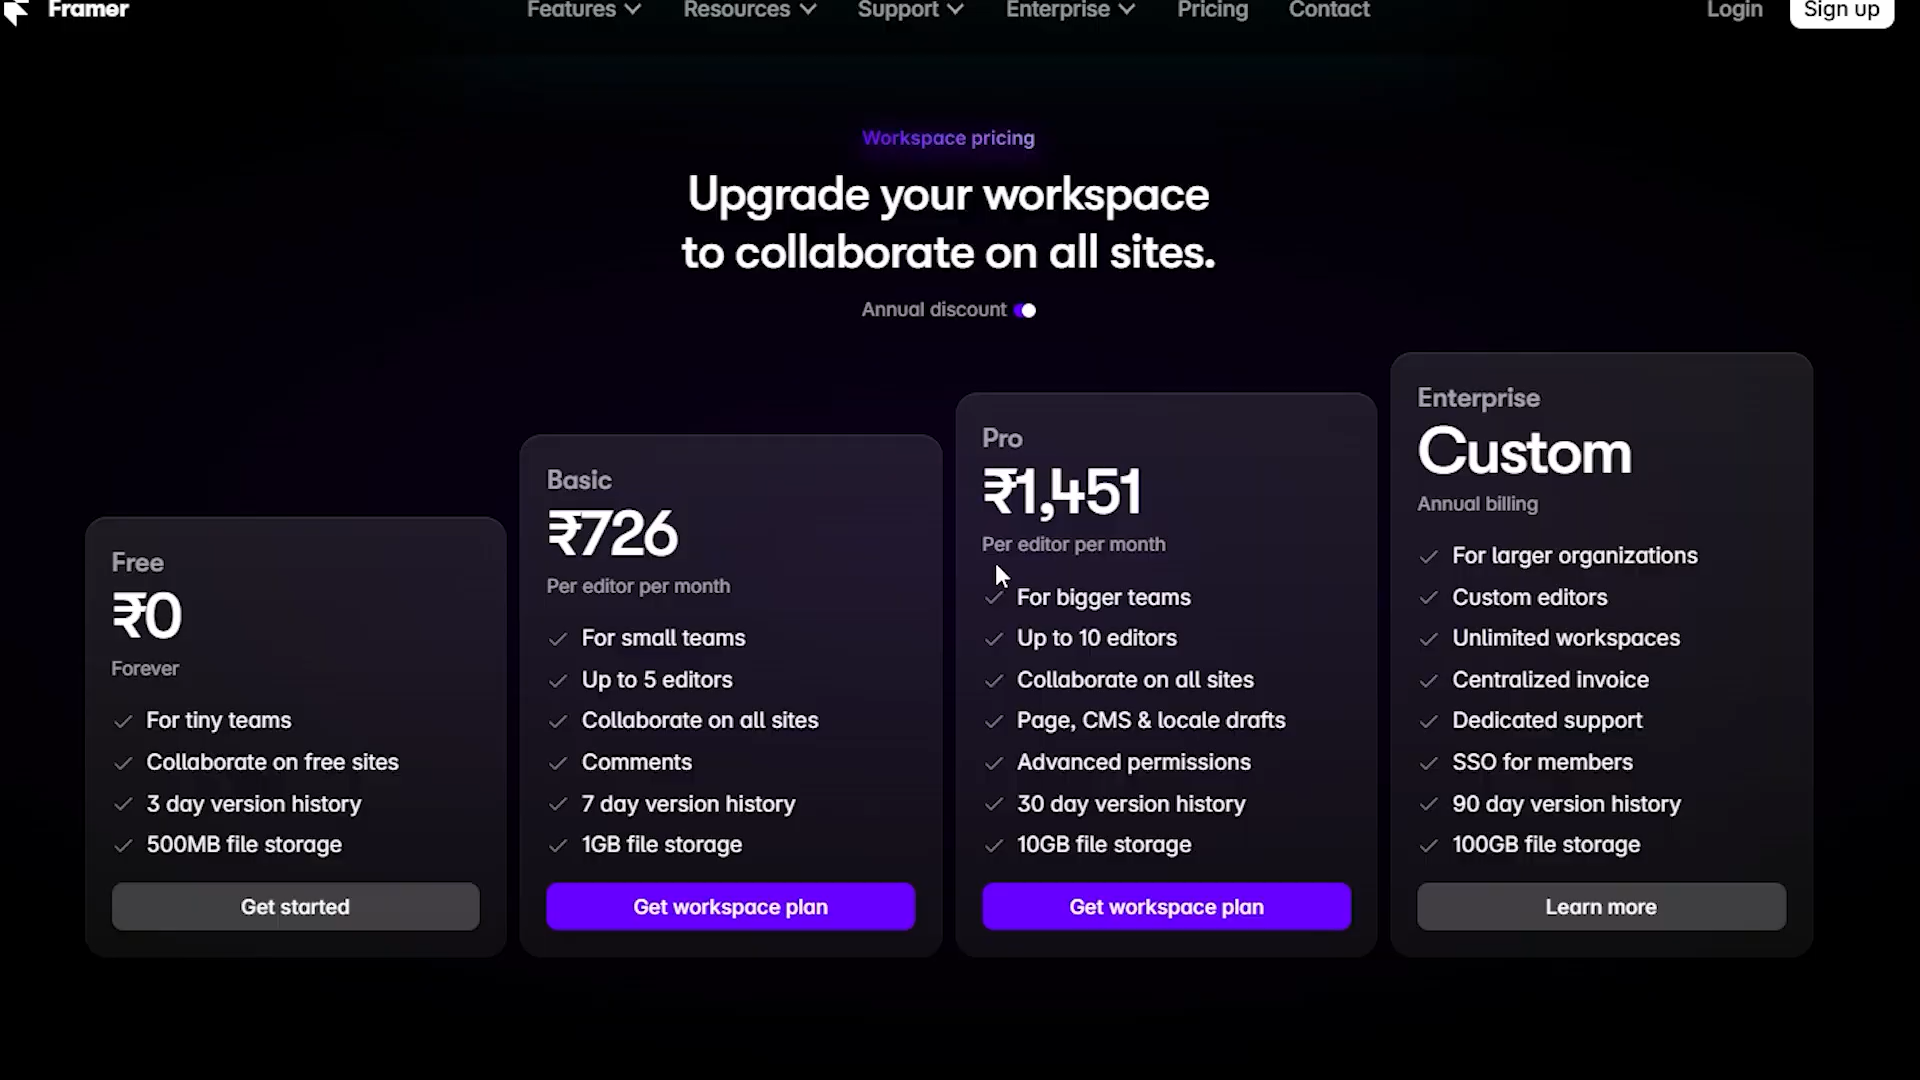 Framer
Features
Resources
Support
Enterprise
Pricing
Contact
Login
Sign up
Workspace pricing
Upgrade your workspace
to collaborate on all sites.
Annual discount
Free
₹0
Forever
For tiny teams
Collaborate on free sites
3 day version history
500MB file storage
Get started
Basic
₹726
Per editor per month
For small teams
Up to 5 editors
Collaborate on all sites
Comments
7 day version history
1GB file storage
Get workspace plan
Pro
₹1,451
Per editor per month
For bigger teams
Up to 10 editors
Collaborate on all sites
Page, CMS & locale drafts
Advanced permissions
30 day version history
10GB file storage
Get workspace plan
Enterprise
Custom
Annual billing
For larger organizations
Custom editors
Unlimited workspaces
Centralized invoice
Dedicated support
SSO for members
90 day version history
100GB file storage
Learn more